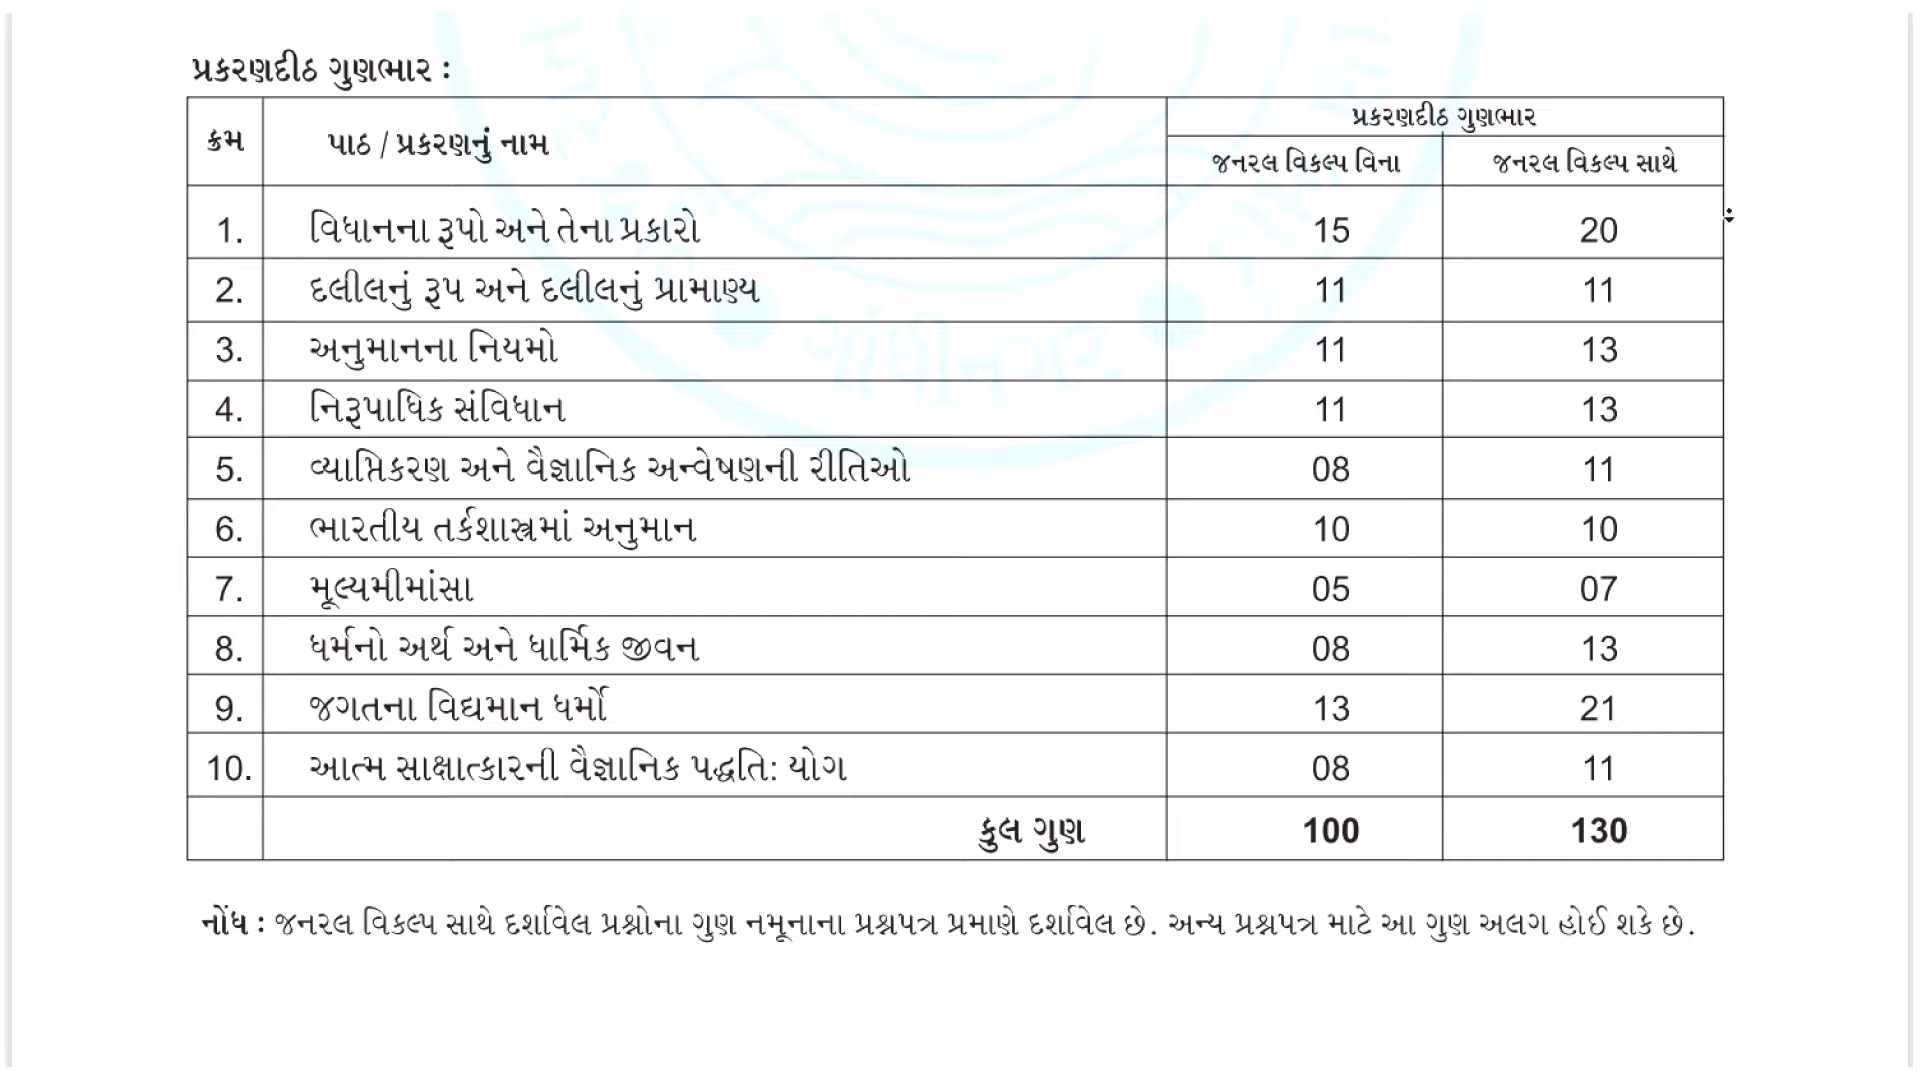 પ્રકરણદીઠ ગુણભાર :
ક્રમ પાઠ / પ્રકરણનું નામ પ્રકરણદીઠ ગુણભાર
જનરલ વિકલ્પ વિના જનરલ વિકલ્પ સાથે
1. વિધાનના રૂપો અને તેના પ્રકારો 15 20
2. દલીલનું રૂપ અને દલીલનું પ્રામાણ્ય 11 11
3. અનુમાનના નિયમો 11 13
4. નિરૂપાધિક સંવિધાન 11 13
5. વ્યાપ્તિકરણ અને વૈજ્ઞાનિક અન્વેષણની રીતિઓ 08 11
6. ભારતીય તર્કશાસ્ત્રમાં અનુમાન 10 10
7. મૂલ્યમીમાંસા 05 07
8. ધર્મનો અર્થ અને ધાર્મિક જીવન 08 13
9. જગતના વિદ્યમાન ધર્મો 13 21
10. આત્મ સાક્ષાત્કારની વૈજ્ઞાનિક પદ્ધતિ: યોગ 08 11
કુલ ગુણ 100 130
નોંધ : જનરલ વિકલ્પ સાથે દર્શાવેલ પ્રશ્નોના ગુણ નમૂનાના પ્રશ્નપત્ર પ્રમાણે દર્શાવેલ છે. અન્ય પ્રશ્નપત્ર માટે આ ગુણ અલગ હોઈ શકે છે.
ગાંધીનગર